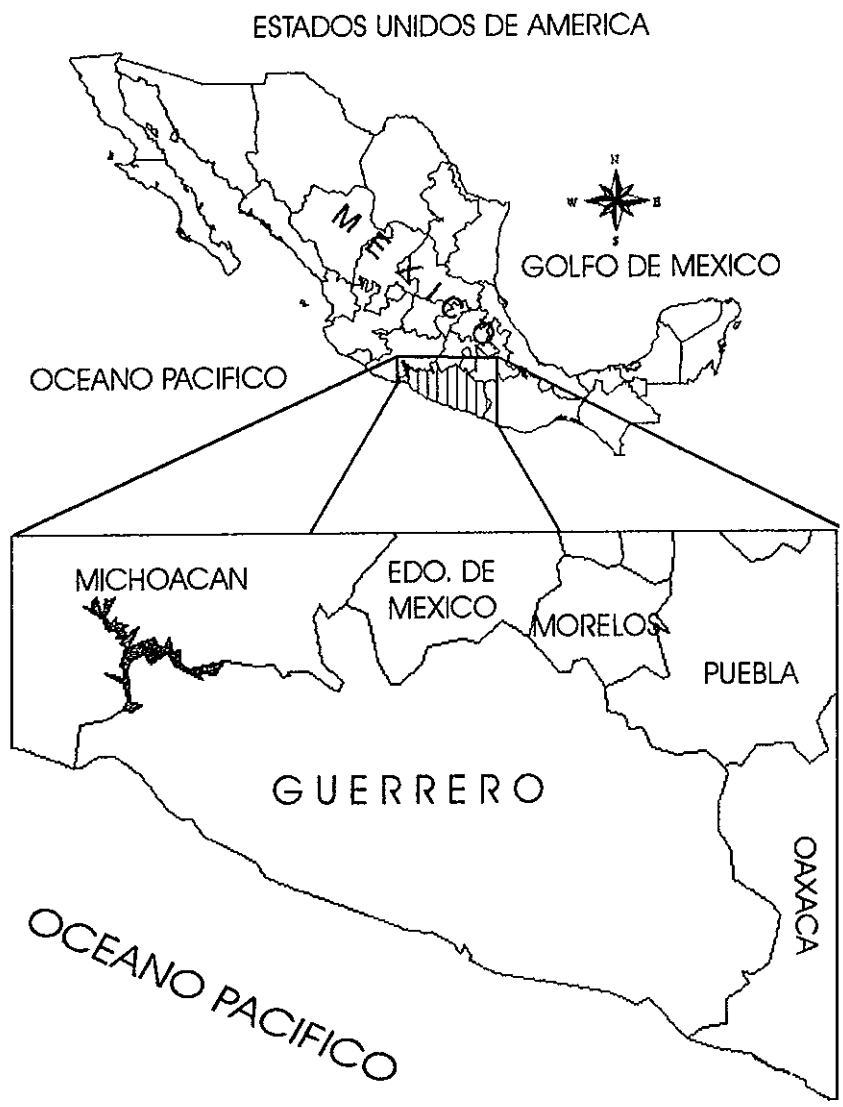 ESTADOS UNIDOS DE AMERICA
N
W E
S
Mexico
GOLFO DE MEXICO
OCEANO PACIFICO
MICHOACAN
EDO. DE
MEXICO
MORELOS
PUEBLA
GUERRERO
OAXACA
OCEANO PACIFICO